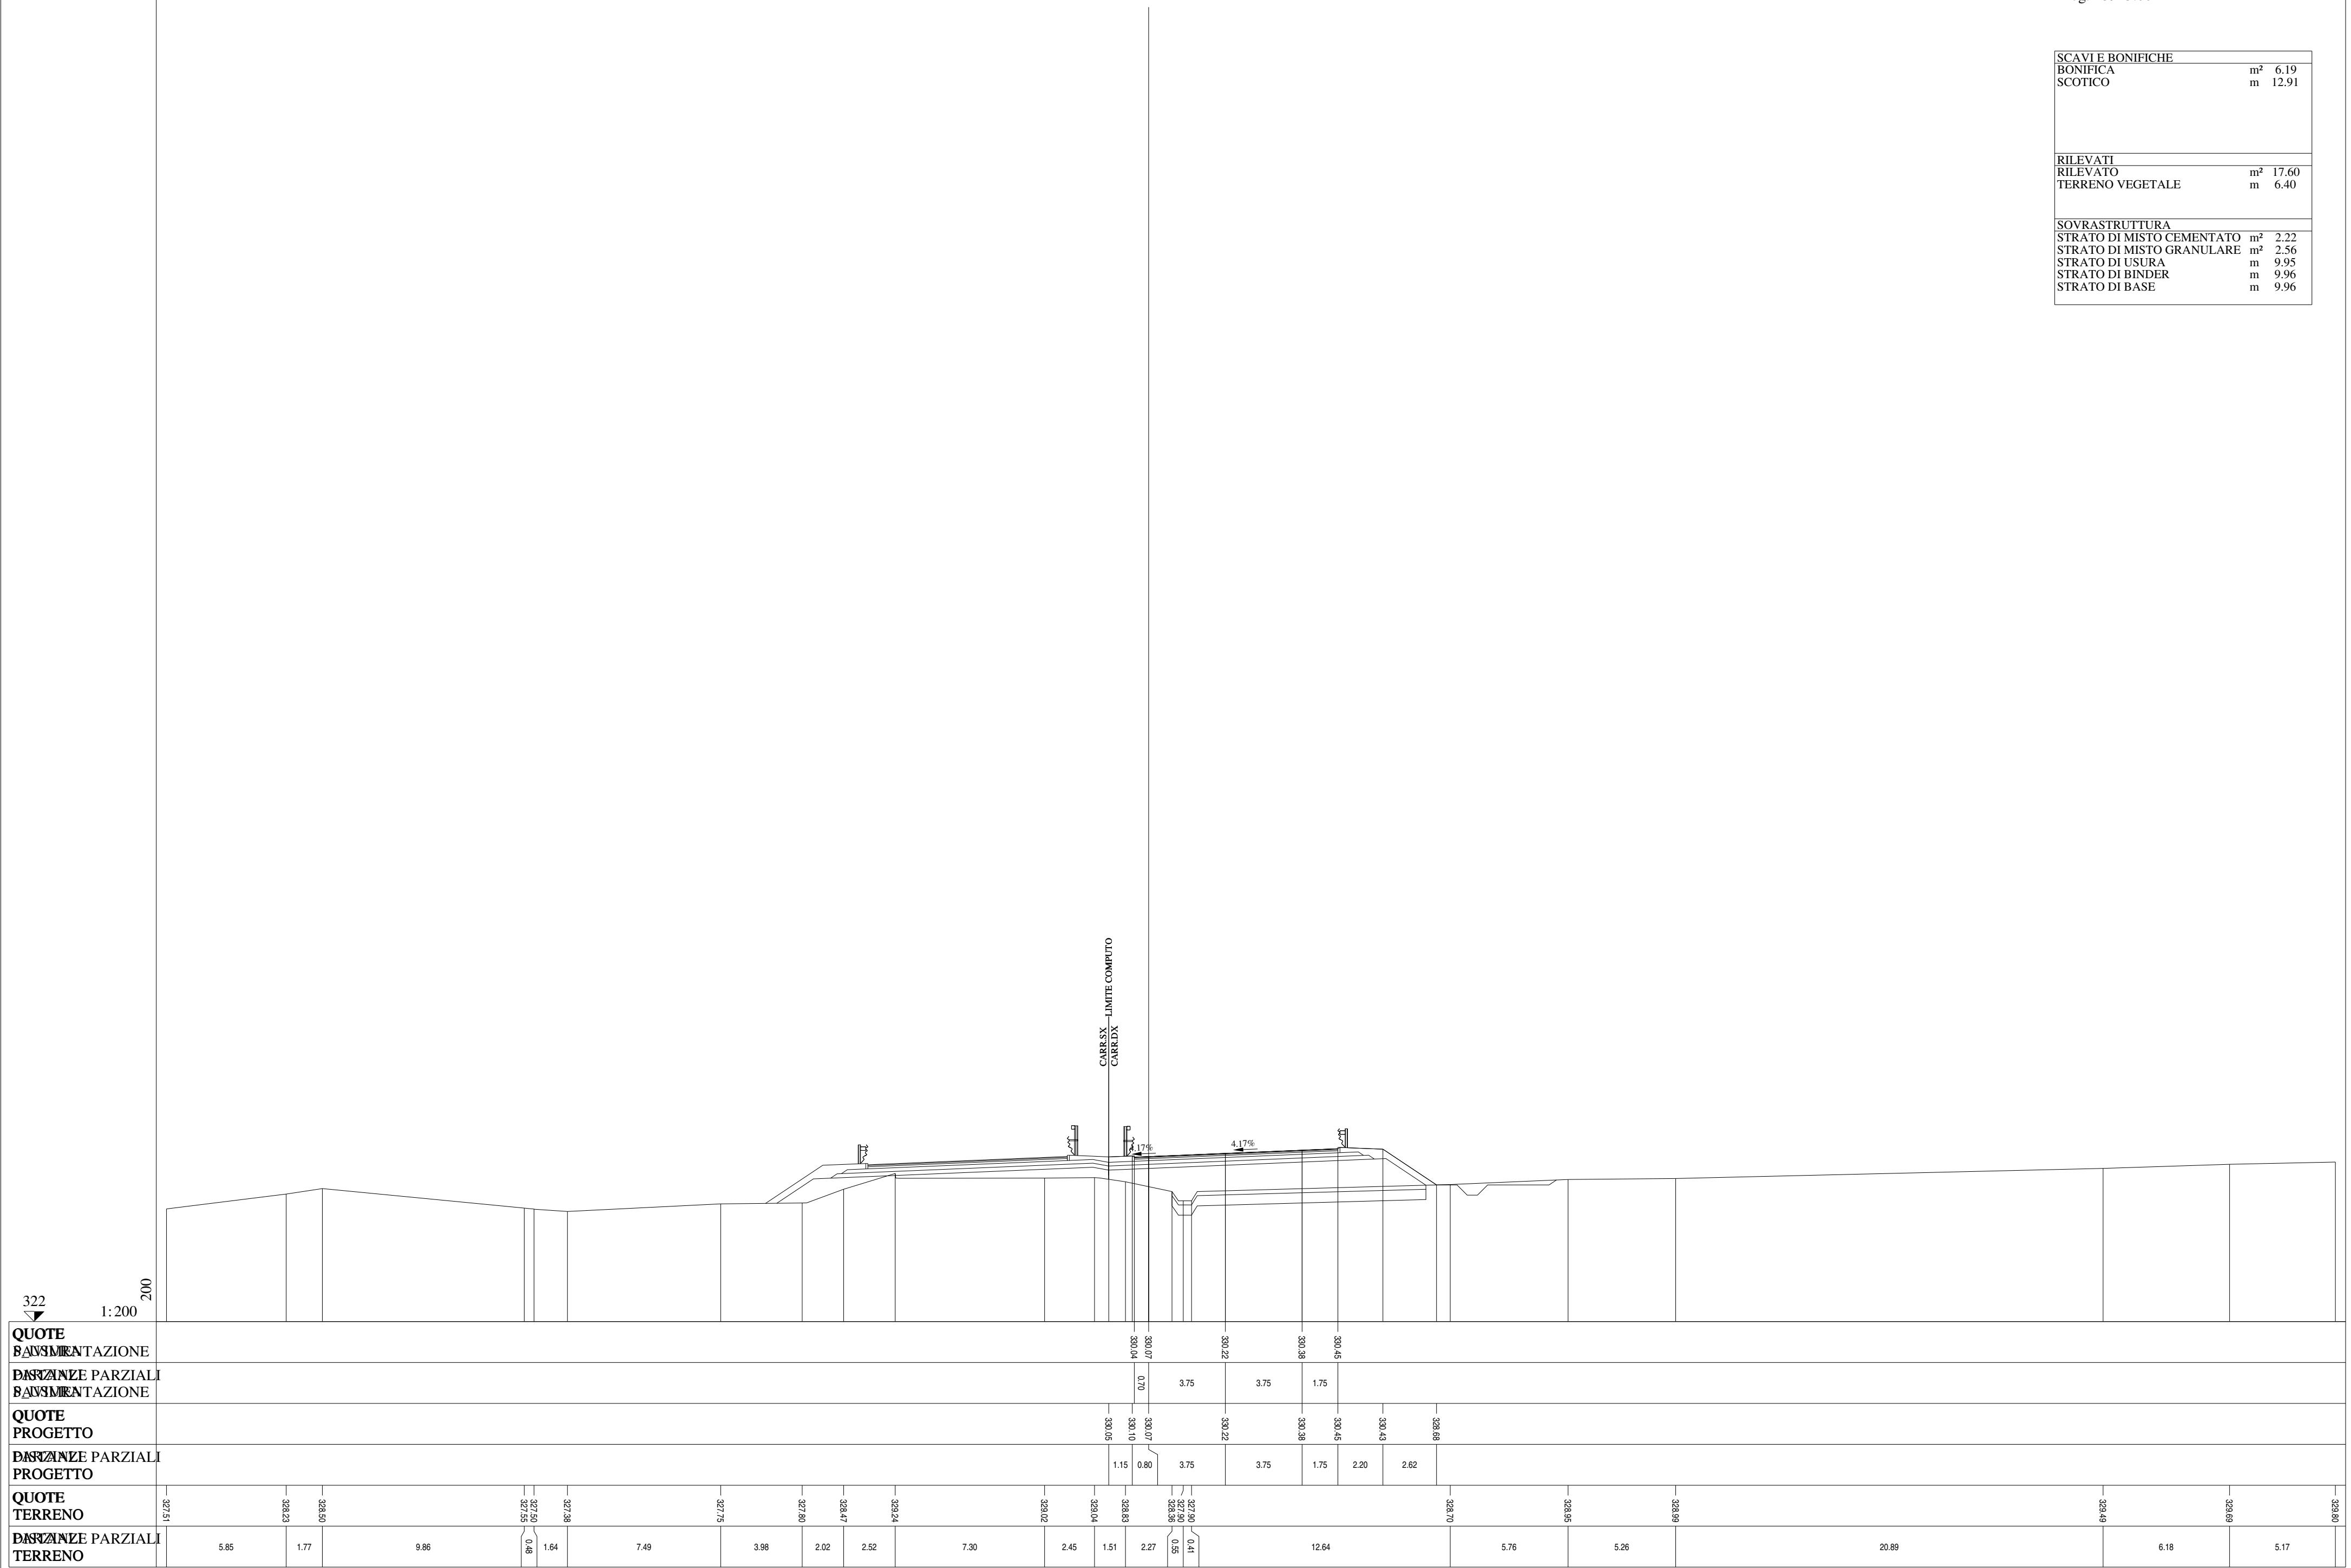 SCAVI E BONIFICHE
BONIFICA m² 6.19
SCOTICO m 12.91
RILEVATI
RILEVATO m² 17.60
TERRENO VEGETALE m 6.40
SOVRASTRUTTURA
STRATO DI MISTO CEMENTATO m² 2.22
STRATO DI MISTO GRANULARE m² 2.56
STRATO DI USURA m 9.95
STRATO DI BINDER m 9.96
STRATO DI BASE m 9.96
LIMITE COMPUTO
CARR.SX
CARR.DX
4.17% 4.17%
200
322
1:200
QUOTE
PAVIMENTAZIONE
330.04 330.07 330.22 330.38 330.45
PARZIALI
PAVIMENTAZIONE
0.70 3.75 3.75 1.75
QUOTE
PROGETTO
330.05 330.10 330.07 330.22 330.38 330.45 330.43 328.68
PARZIALI
PROGETTO
1.15 0.80 3.75 3.75 1.75 2.20 2.62
QUOTE
TERRENO
327.51 328.23 328.50 327.55 327.50 327.38 327.75 327.80 328.47 329.24 329.02 329.04 328.83 328.36 327.90 327.90 328.70 328.95 328.99 329.49 329.69 329.80
PARZIALI
TERRENO
5.85 1.77 9.86 0.48 1.64 7.49 3.98 2.02 2.52 7.30 2.45 1.51 2.27 0.55 0.41 12.64 5.76 5.26 20.89 6.18 5.17